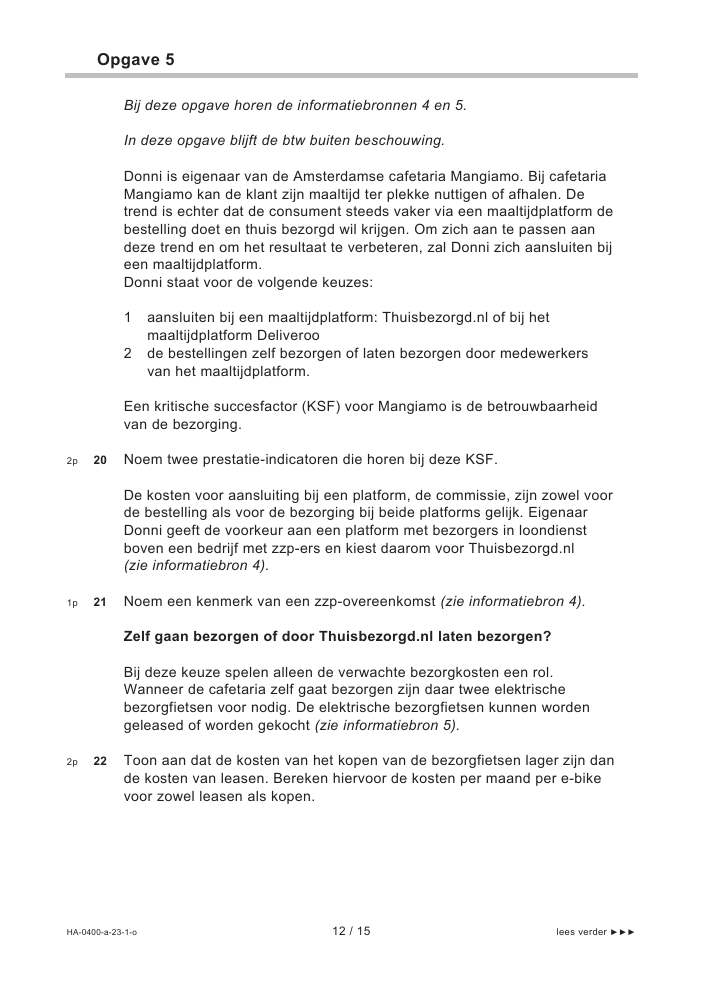 Opgave 5
Bij deze opgave horen de informatiebronnen 4 en 5.
In deze opgave blijft de btw buiten beschouwing.
Donni is eigenaar van de Amsterdamse cafetaria Mangiamo. Bij cafetaria
Mangiamo kan de klant zijn maaltijd ter plekke nuttigen of afhalen. De
trend is echter dat de consument steeds vaker via een maaltijdplatform de
bestelling doet en thuis bezorgd wil krijgen. Om zich aan te passen aan
deze trend en om het resultaat te verbeteren, zal Donni zich aansluiten bij
een maaltijdplatform.
Donni staat voor de volgende keuzes:
1 aansluiten bij een maaltijdplatform: Thuisbezorgd.nl of bij het
maaltijdplatform Deliveroo
2 de bestellingen zelf bezorgen of laten bezorgen door medewerkers
van het maaltijdplatform.
Een kritische succesfactor (KSF) voor Mangiamo is de betrouwbaarheid
van de bezorging.
2p 20 Noem twee prestatie-indicatoren die horen bij deze KSF.
De kosten voor aansluiting bij een platform, de commissie, zijn zowel voor
de bestelling als voor de bezorging bij beide platforms gelijk. Eigenaar
Donni geeft de voorkeur aan een platform met bezorgers in loondienst
boven een bedrijf met zzp-ers en kiest daarom voor Thuisbezorgd.nl
(zie informatiebron 4).
1p 21 Noem een kenmerk van een zzp-overeenkomst (zie informatiebron 4).
Zelf gaan bezorgen of door Thuisbezorgd.nl laten bezorgen?
Bij deze keuze spelen alleen de verwachte bezorgkosten een rol.
Wanneer de cafetaria zelf gaat bezorgen zijn daar twee elektrische
bezorgfietsen voor nodig. De elektrische bezorgfietsen kunnen worden
geleased of worden gekocht (zie informatiebron 5).
2p 22 Toon aan dat de kosten van het kopen van de bezorgfietsen lager zijn dan
de kosten van leasen. Bereken hiervoor de kosten per maand per e-bike
voor zowel leasen als kopen.
HA-0400-a-23-1-o 12 / 15 lees verder ►►►